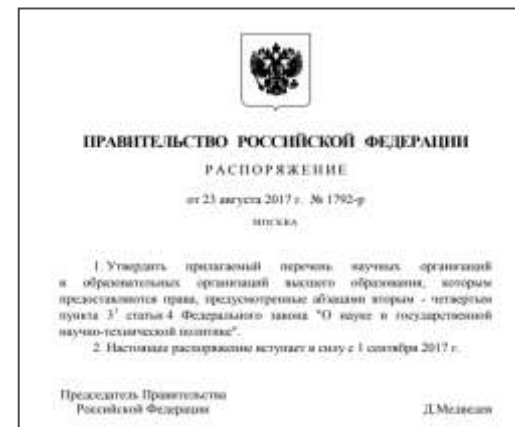 ПРАВИТЕЛЬСТВО РОССИЙСКОЙ ФЕДЕРАЦИИ
РАСПОРЯЖЕНИЕ
от 23 августа 2017 г. № 1792-р
МОСКВА
1. Утвердить прилагаемый перечень научных организаций
и образовательных организаций высшего образования, которым
предоставляются права, предусмотренные абзацами вторым - четвертым
пункта 3¹ статьи 4 Федерального закона "О науке и государственной
научно-технической политике".
2. Настоящее распоряжение вступает в силу с 1 сентября 2017 г.
Председатель Правительства
Российской Федерации
Д.Медведев